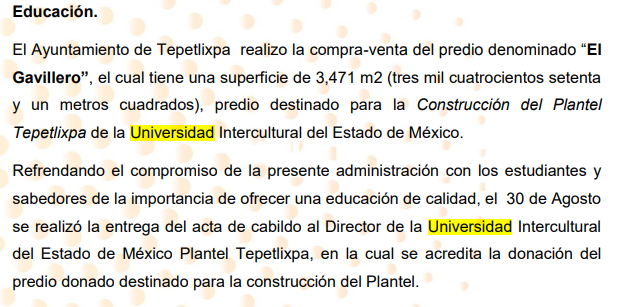 Educación.
El Ayuntamiento de Tepetlixpa realizo la compra-venta del predio denominado “El
Gavillero”, el cual tiene una superficie de 3,471 m2 (tres mil cuatrocientos setenta
y un metros cuadrados), predio destinado para la Construcción del Plantel
Tepetlixpa de la Universidad Intercultural del Estado de México.
Refrendando el compromiso de la presente administración con los estudiantes y
sabedores de la importancia de ofrecer una educación de calidad, el 30 de Agosto
se realizó la entrega del acta de cabildo al Director de la Universidad Intercultural
del Estado de México Plantel Tepetlixpa, en la cual se acredita la donación del
predio donado destinado para la construcción del Plantel.